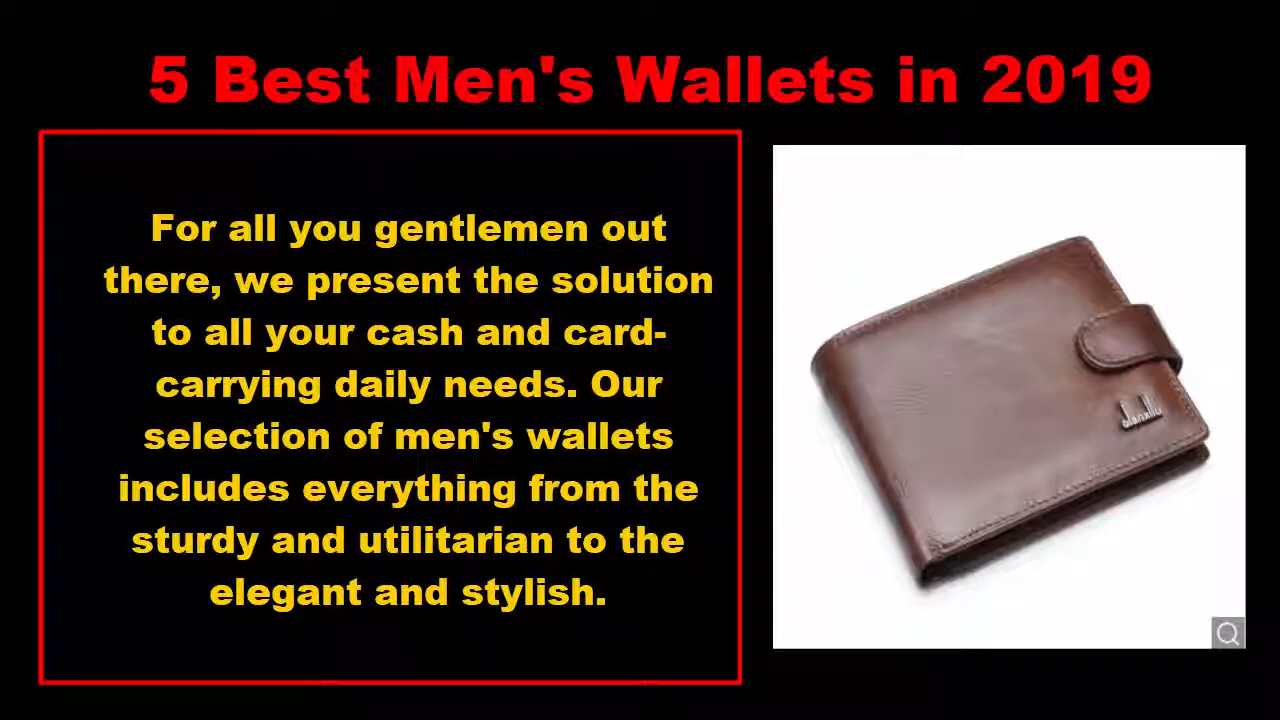 5 Best Men's Wallets in 2019
For all you gentlemen out
there, we present the solution
to all your cash and card-
carrying daily needs. Our
selection of men's wallets
includes everything from the
sturdy and utilitarian to the
elegant and stylish.